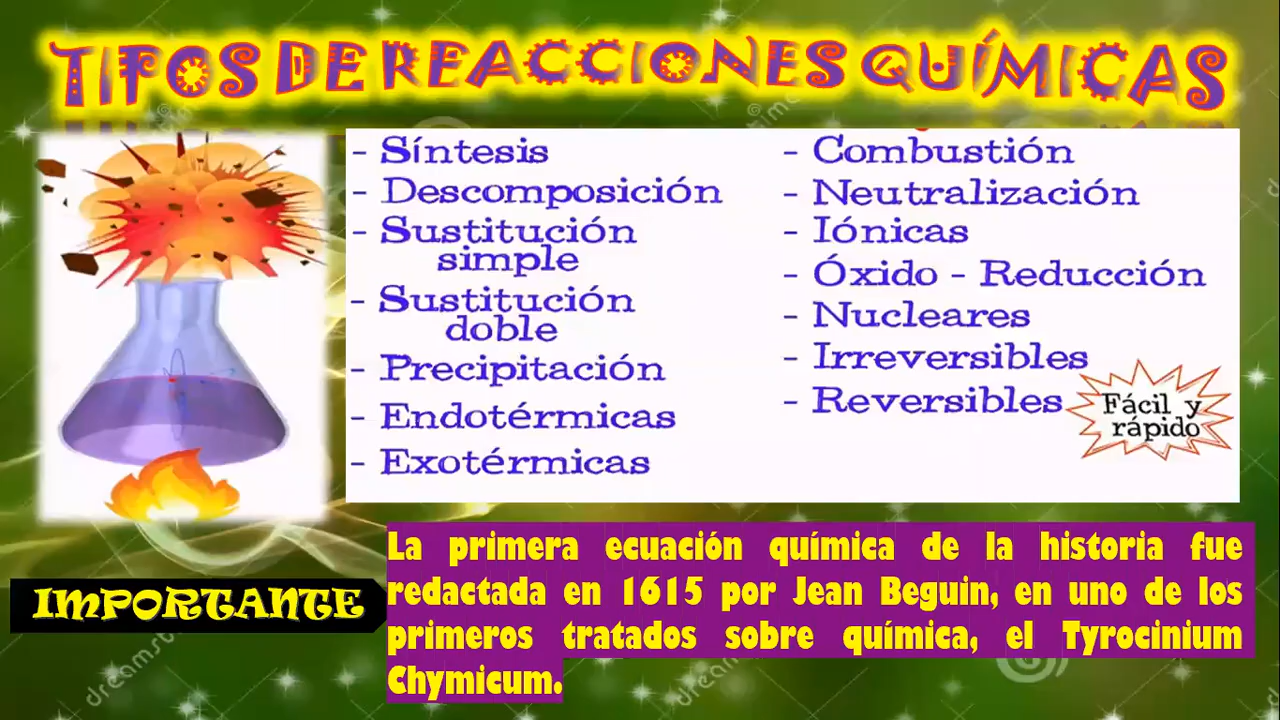 TIPOS DE REACCIONES QUÍMICAS
- Síntesis
- Descomposición
- Sustitución
simple
- Sustitución
doble
- Precipitación
- Endotérmicas
- Exotérmicas
- Combustión
- Neutralización
- Iónicas
- Óxido - Reducción
- Nucleares
- Irreversibles
- Reversibles
Fácil y
rápido
IMPORTANTE
La primera ecuación química de la historia fue
redactada en 1615 por Jean Beguin, en uno de los
primeros tratados sobre química, el Tyrocinium
Chymicum.